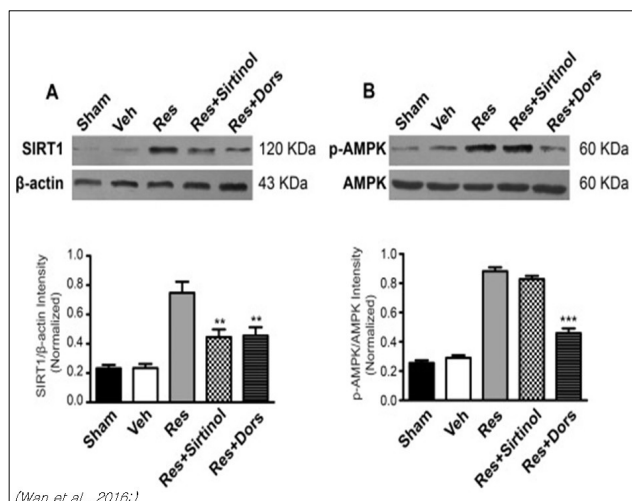 A
Sham
Veh
Res
Res+Sirtinol
Res+Dors
SIRT1
120 KDa
β-actin
43 KDa
SIRT1/β-actin Intensity
(Normalized)
1.0
0.8
0.6
0.4
0.2
0.0
**
**
Sham
Veh
Res
Res+Sirtinol
Res+Dors
B
Sham
Veh
Res
Res+Sirtinol
Res+Dors
p-AMPK
60 KDa
AMPK
60 KDa
p-AMPK/AMPK Intensity
(Normalized)
1.0
0.8
0.6
0.4
0.2
0.0
***
Sham
Veh
Res
Res+Sirtinol
Res+Dors
(Wan et al., 2016;)